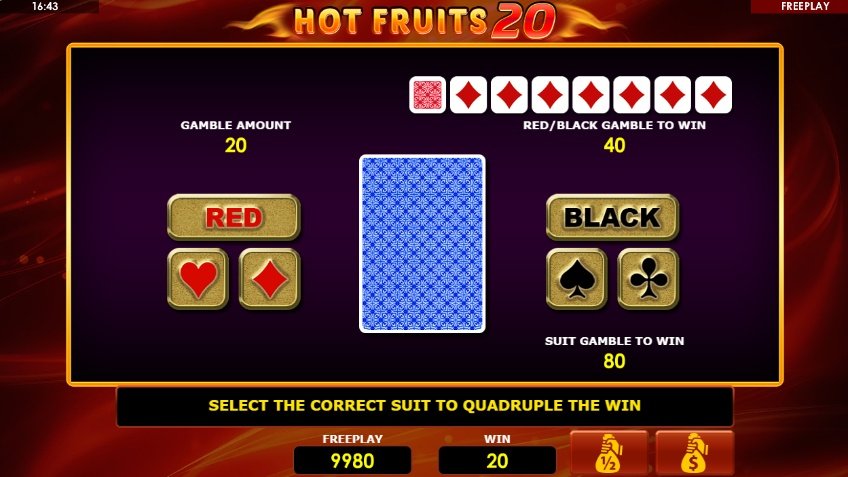 16:43
HOT FRUITS 20
FREEPLAY
GAMBLE AMOUNT
20
RED/BLACK GAMBLE TO WIN
40
RED
BLACK
SUIT GAMBLE TO WIN
80
SELECT THE CORRECT SUIT TO QUADRUPLE THE WIN
FREEPLAY
9980
WIN
20
½
$